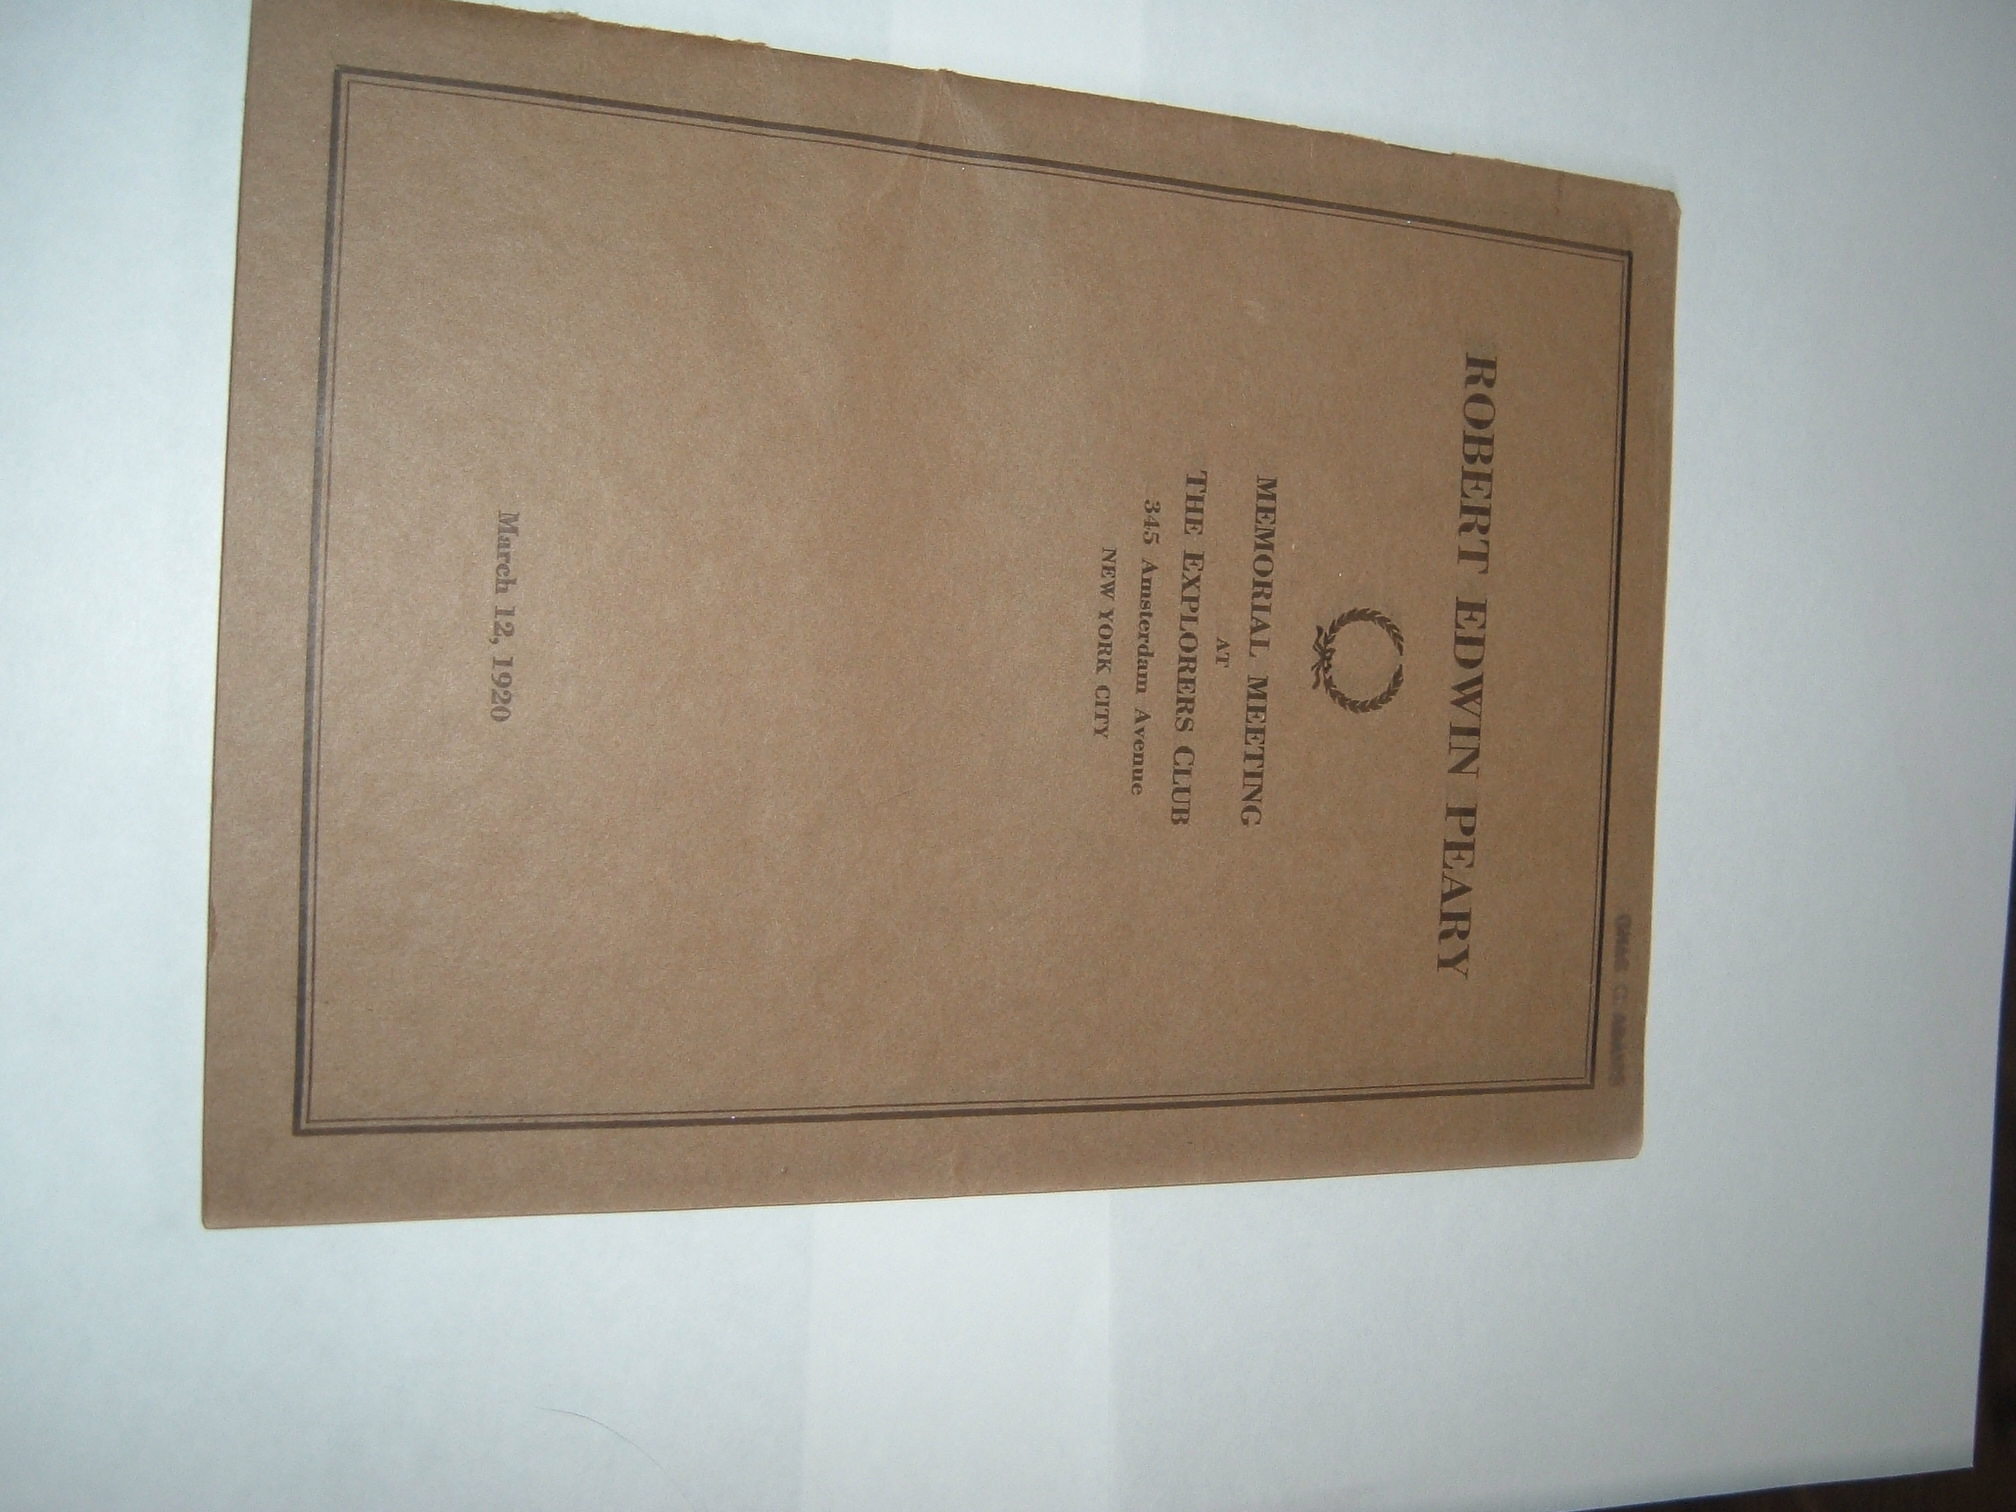 ROBERT EDWIN PEARY
MEMORIAL MEETING
AT
THE EXPLORERS CLUB
345 Amsterdam Avenue
NEW YORK CITY
March 12, 1920